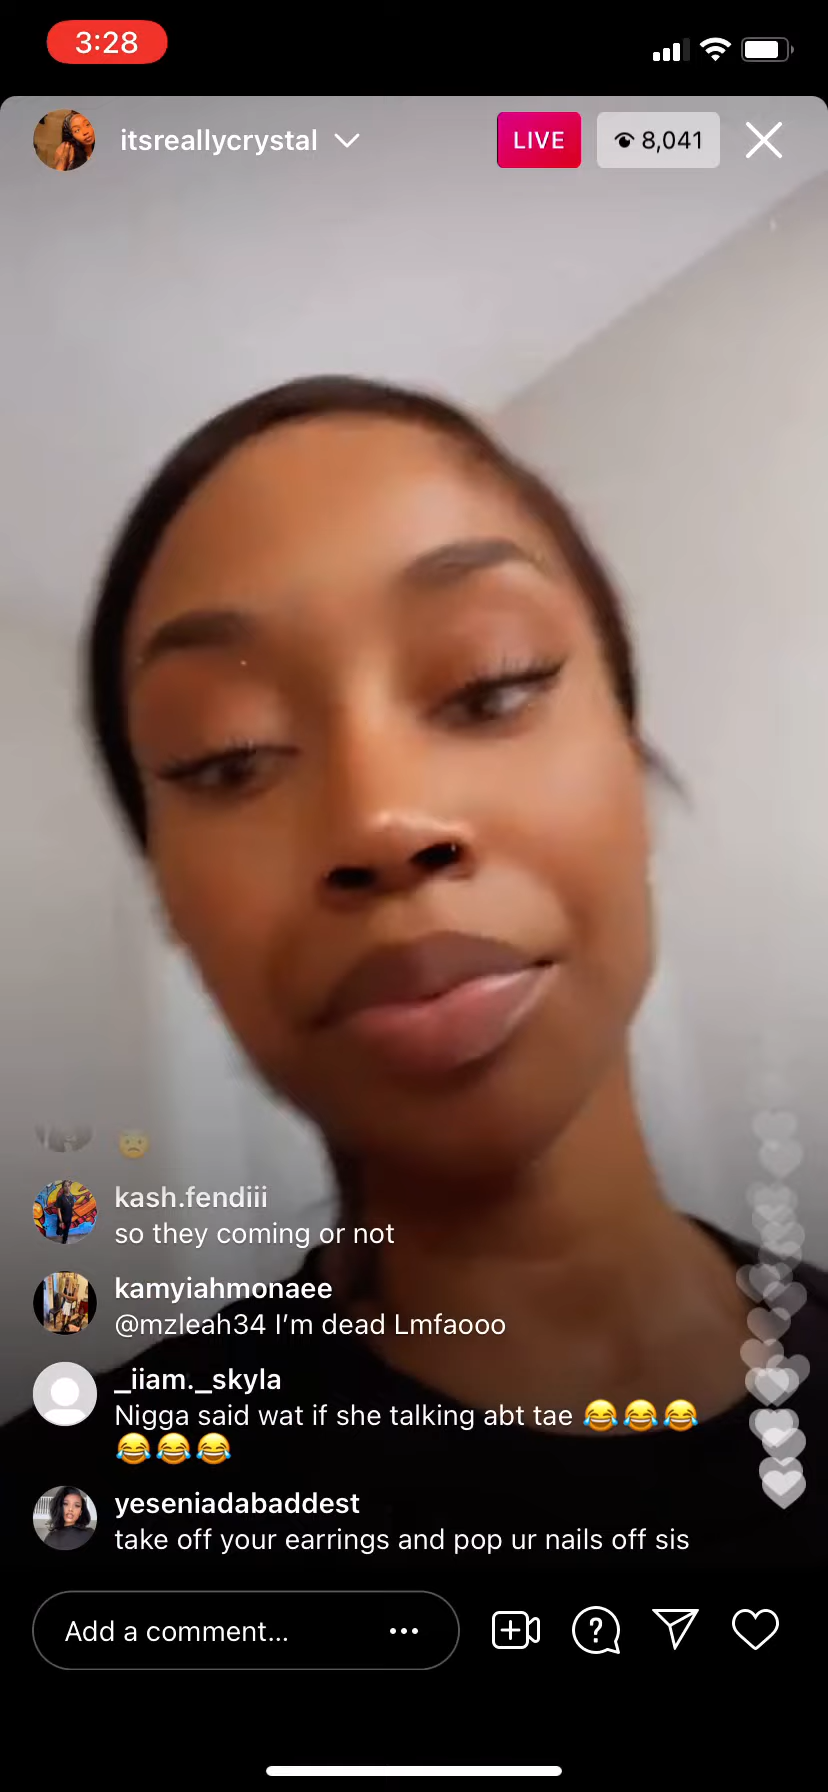 3:28
itsreallycrystal
LIVE
8,041
kash.fendiii
so they coming or not
kamyiahmonaee
@mzleah34 I’m dead Lmfaooo
_iiam._skyla
Nigga said wat if she talking abt tae 😂😂😂
😂😂😂
yeseniadabaddest
take off your earrings and pop ur nails off sis
Add a comment...